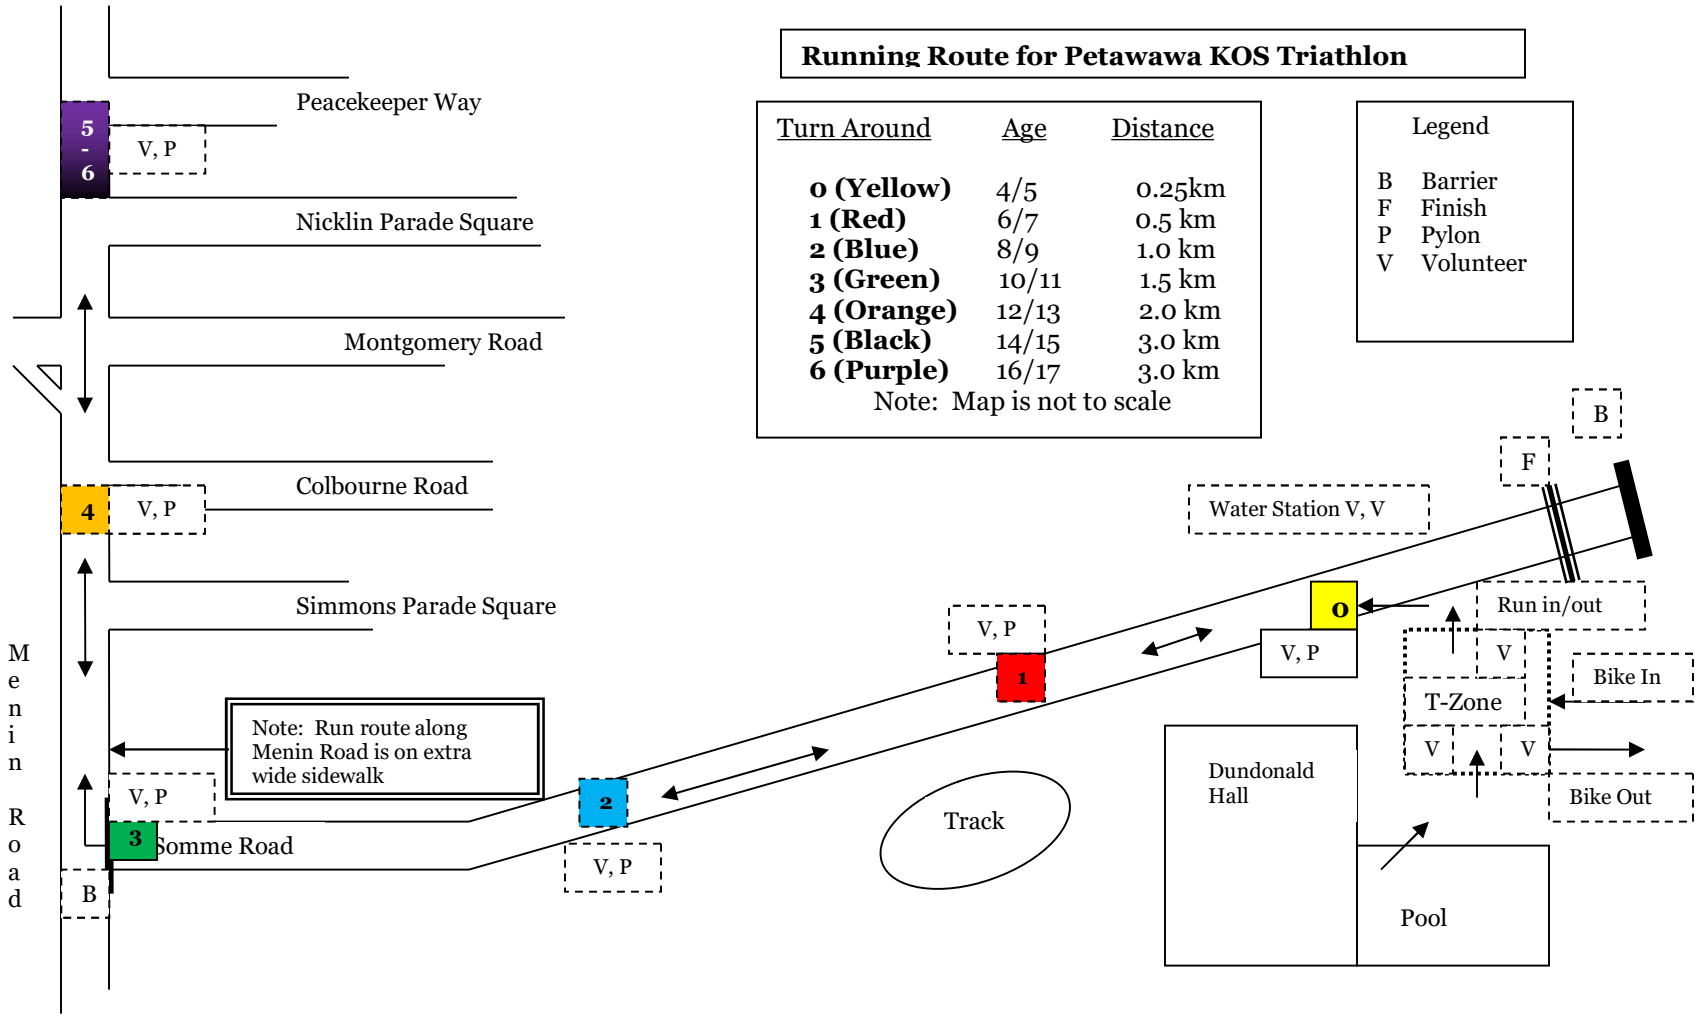 Running Route for Petawawa KOS Triathlon
Turn Around Age Distance
0 (Yellow) 4/5 0.25km
1 (Red) 6/7 0.5 km
2 (Blue) 8/9 1.0 km
3 (Green) 10/11 1.5 km
4 (Orange) 12/13 2.0 km
5 (Black) 14/15 3.0 km
6 (Purple) 16/17 3.0 km
Note: Map is not to scale
Legend
B Barrier
F Finish
P Pylon
V Volunteer
Peacekeeper Way
5
-
6
V, P
Nicklin Parade Square
Montgomery Road
Colbourne Road
4
V, P
Simmons Parade Square
Menin Road
Note: Run route along
Menin Road is on extra
wide sidewalk
V, P
3
Somme Road
B
2
V, P
V, P
1
Track
Water Station V, V
0
V, P
F
B
Run in/out
V
T-Zone
V
V
Bike In
Bike Out
Dundonald
Hall
Pool